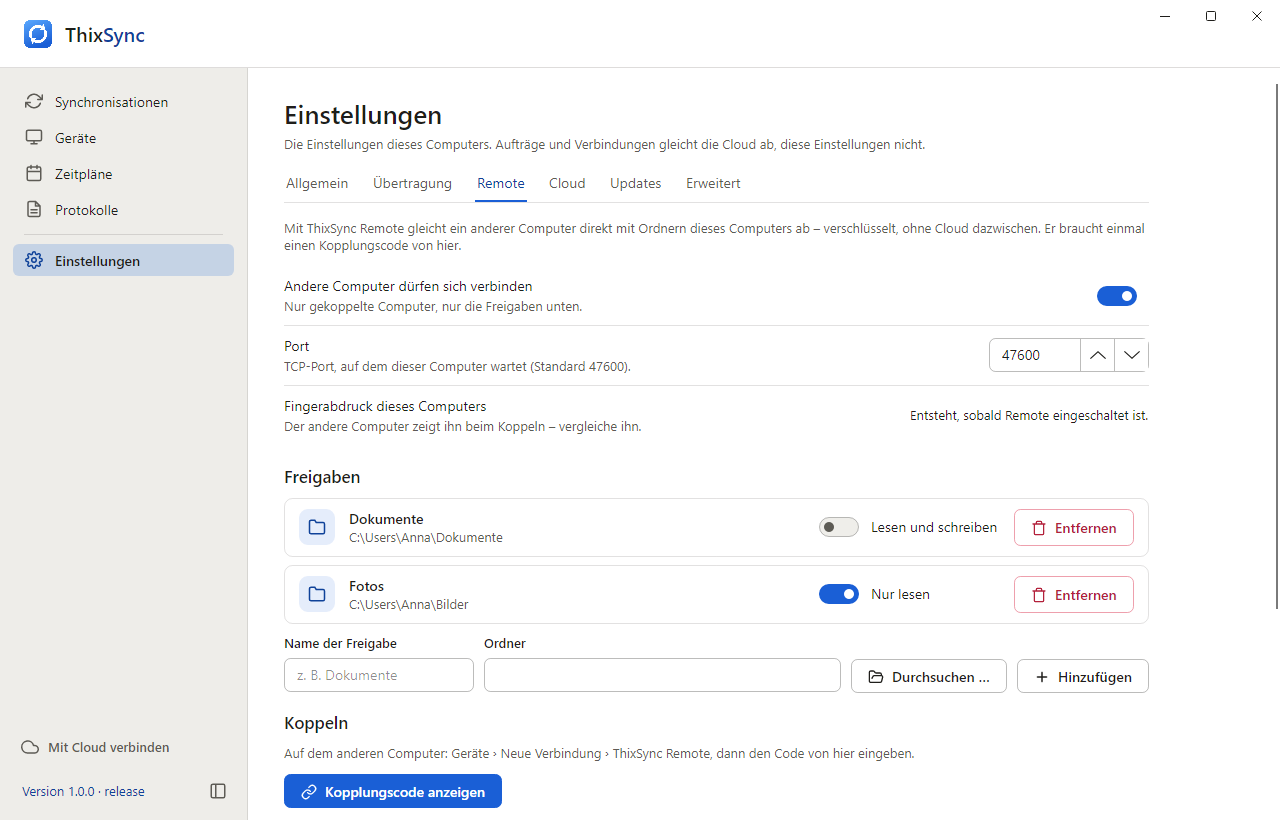 ThixSync
Synchronisationen
Geräte
Zeitpläne
Protokolle
Einstellungen
Mit Cloud verbinden
Version 1.0.0 · release
Einstellungen
Die Einstellungen dieses Computers. Aufträge und Verbindungen gleicht die Cloud ab, diese Einstellungen nicht.
Allgemein Übertragung Remote Cloud Updates Erweitert
Mit ThixSync Remote gleicht ein anderer Computer direkt mit Ordnern dieses Computers ab – verschlüsselt, ohne Cloud dazwischen. Er braucht einmal
einen Kopplungscode von hier.
Andere Computer dürfen sich verbinden
Nur gekoppelte Computer, nur die Freigaben unten.
Port
TCP-Port, auf dem dieser Computer wartet (Standard 47600).
47600
Fingerabdruck dieses Computers
Der andere Computer zeigt ihn beim Koppeln – vergleiche ihn.
Entsteht, sobald Remote eingeschaltet ist.
Freigaben
Dokumente
C:\Users\Anna\Dokumente
Lesen und schreiben
Entfernen
Fotos
C:\Users\Anna\Bilder
Nur lesen
Entfernen
Name der Freigabe
Ordner
z. B. Dokumente
Durchsuchen ...
Hinzufügen
Koppeln
Auf dem anderen Computer: Geräte › Neue Verbindung › ThixSync Remote, dann den Code von hier eingeben.
Kopplungscode anzeigen